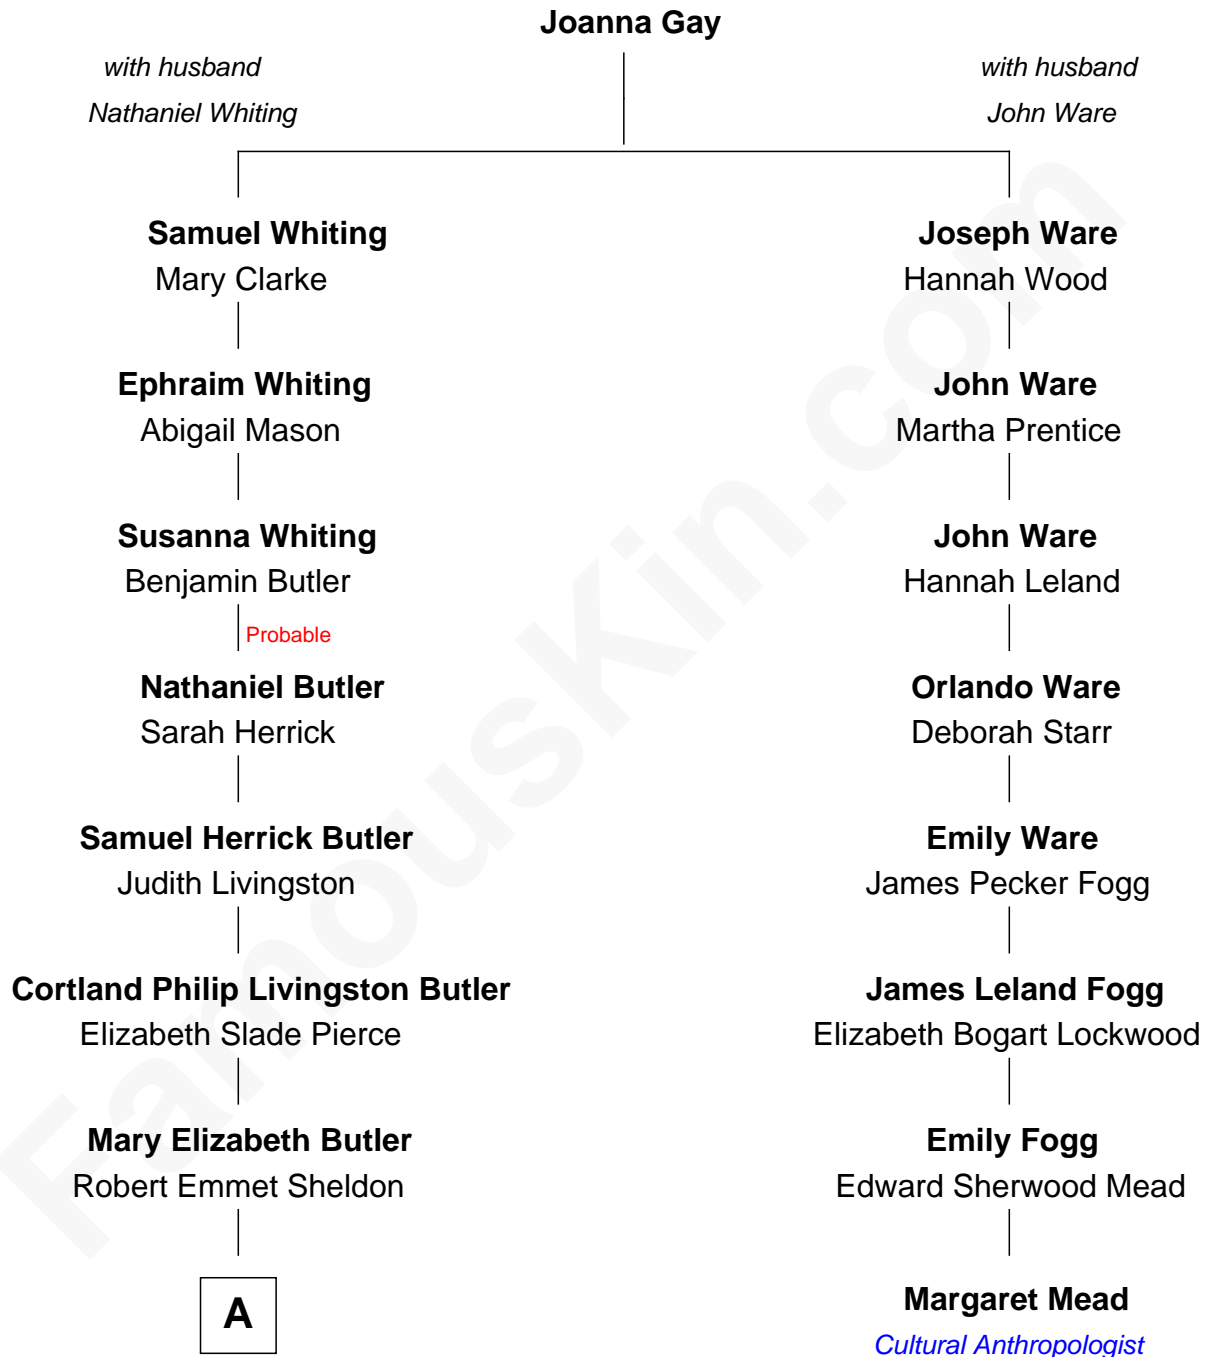 Joanna Gay
with husband
Nathaniel Whiting
with husband
John Ware
Samuel Whiting
Mary Clarke
Joseph Ware
Hannah Wood
Ephraim Whiting
Abigail Mason
John Ware
Martha Prentice
Susanna Whiting
Benjamin Butler
John Ware
Hannah Leland
Probable
Nathaniel Butler
Sarah Herrick
Orlando Ware
Deborah Starr
Samuel Herrick Butler
Judith Livingston
Emily Ware
James Pecker Fogg
Cortland Philip Livingston Butler
Elizabeth Slade Pierce
James Leland Fogg
Elizabeth Bogart Lockwood
Mary Elizabeth Butler
Robert Emmet Sheldon
Emily Fogg
Edward Sherwood Mead
A
Margaret Mead
Cultural Anthropologist
FamousKin.com